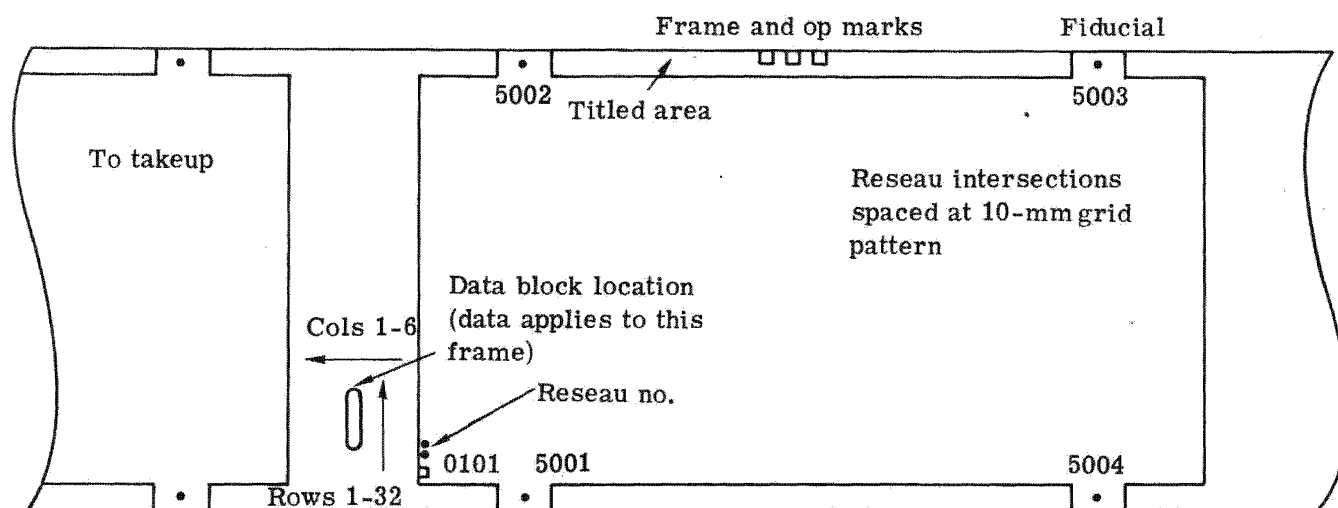 Frame and op marks
Fiducial
5002
Titled area
5003
To takeup
Reseau intersections
spaced at 10-mm grid
pattern
Data block location
(data applies to this
frame)
Cols 1-6
Reseau no.
0101
5001
5004
Rows 1-32